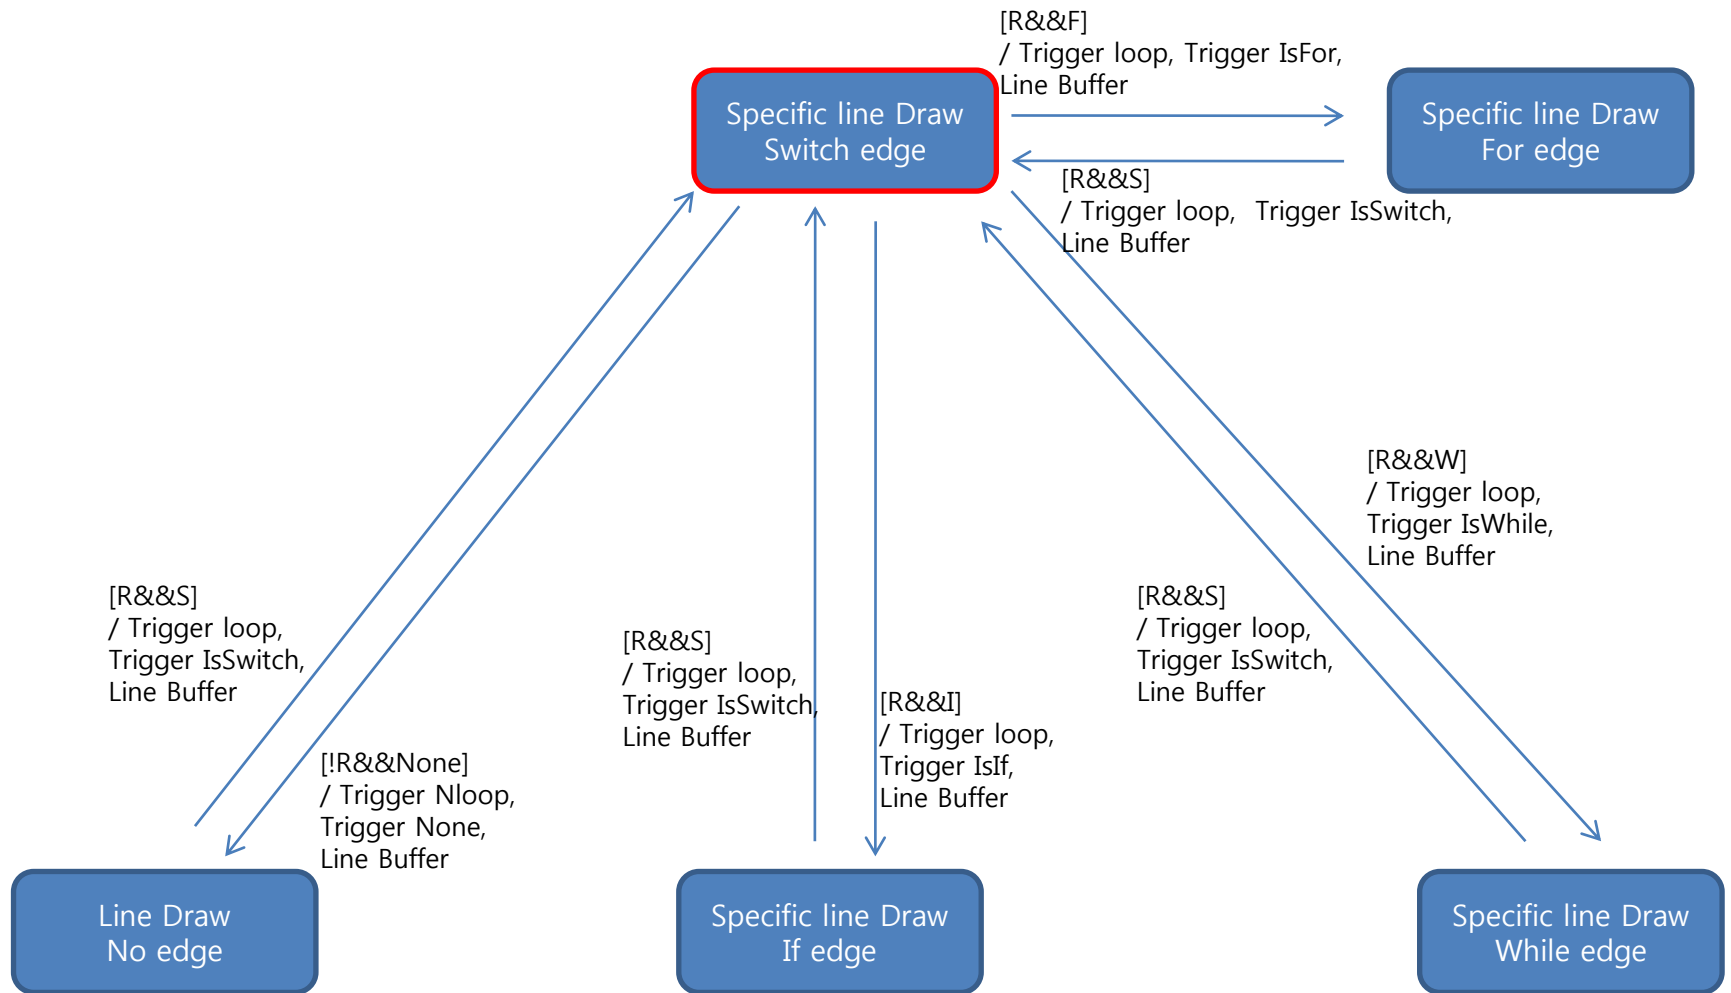 [R&&F]
/ Trigger loop, Trigger IsFor,
Line Buffer
Specific line Draw
Switch edge
Specific line Draw
For edge
[R&&S]
/ Trigger loop,  Trigger IsSwitch,
Line Buffer
[R&&W]
/ Trigger loop,
Trigger IsWhile,
Line Buffer
[R&&S]
/ Trigger loop,
Trigger IsSwitch,
Line Buffer
[R&&S]
/ Trigger loop,
Trigger IsSwitch,
Line Buffer
[R&&S]
/ Trigger loop,
Trigger IsSwitch,
Line Buffer
[R&&I]
/ Trigger loop,
Trigger IsIf,
Line Buffer
[!R&&None]
/ Trigger Nloop,
Trigger None,
Line Buffer
Line Draw
No edge
Specific line Draw
If edge
Specific line Draw
While edge